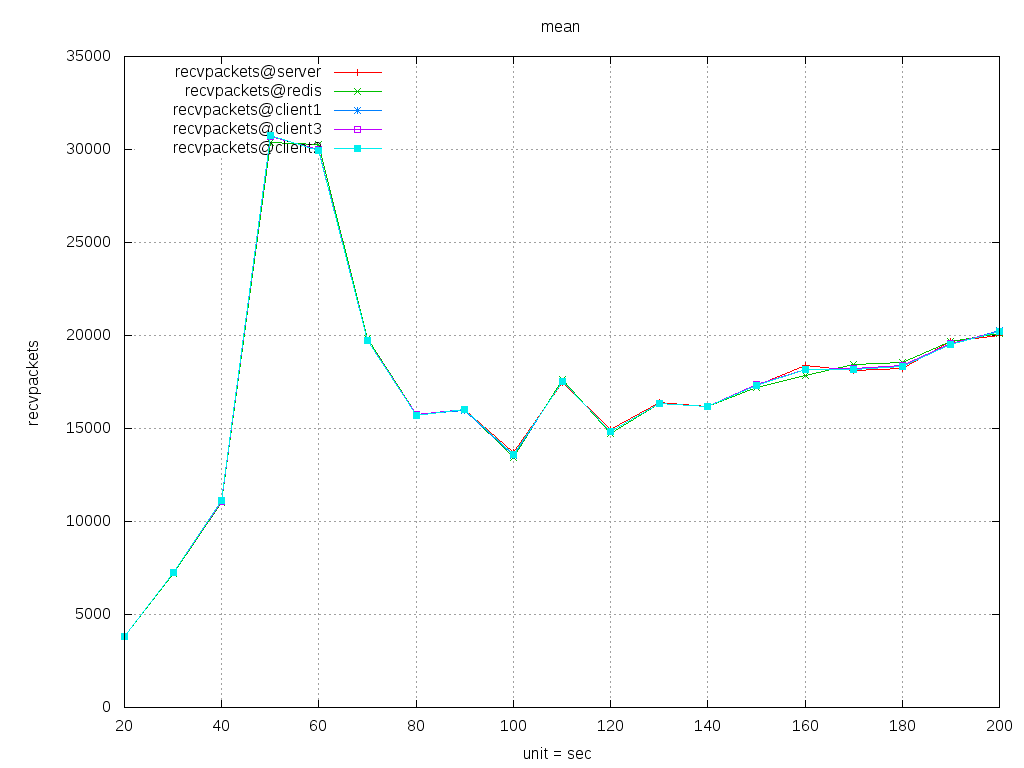 mean
35000
recvpackets@server
recvpackets@redis
recvpackets@client1
recvpackets@client3
30000
25000
20000
15000
10000
5000
0
recvpackets
20 40 60 80 100 120 140 160 180 200
unit = sec